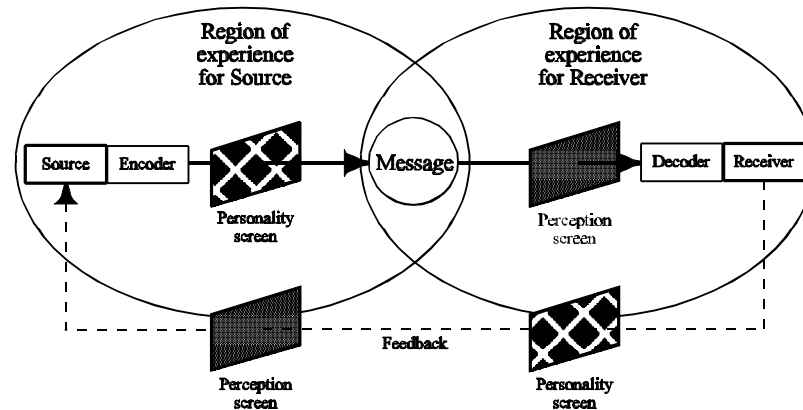 Region of
experience
for Source
Region of
experience
for Receiver
Source
Encoder
Message
Decoder
Receiver
Personality
screen
Perception
screen
Feedback
Perception
screen
Personality
screen